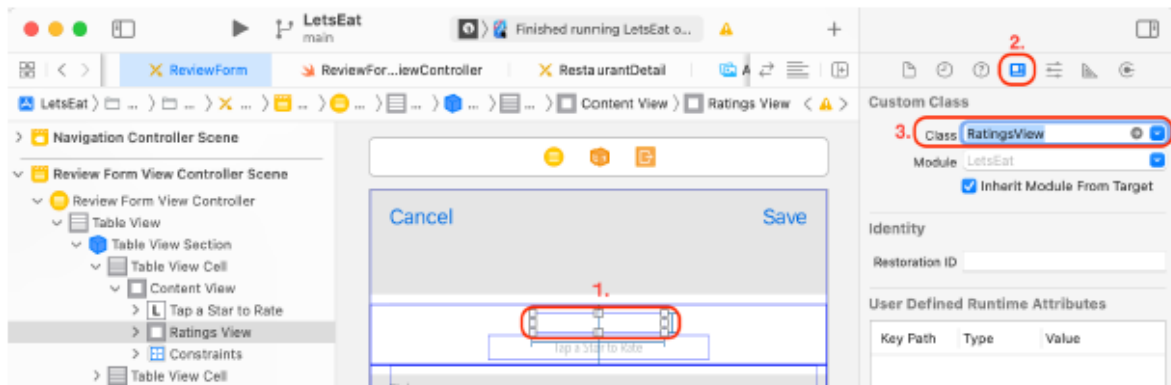 LetsEat
main
Finished running LetsEat o...
2.
ReviewForm
ReviewFor...iewController
RestaurantDetail
LetsEat
...
...
...
...
...
...
...
...
Content View
Ratings View
Custom Class
3.
Class
RatingsView
Module
LetsEat
Inherit Module From Target
Navigation Controller Scene
Review Form View Controller Scene
Review Form View Controller
Table View
Table View Section
Table View Cell
Content View
L Tap a Star to Rate
Ratings View
Constraints
Table View Cell
Cancel
Save
1.
Tap a Star to Rate
Identity
Restoration ID
User Defined Runtime Attributes
Key Path
Type
Value